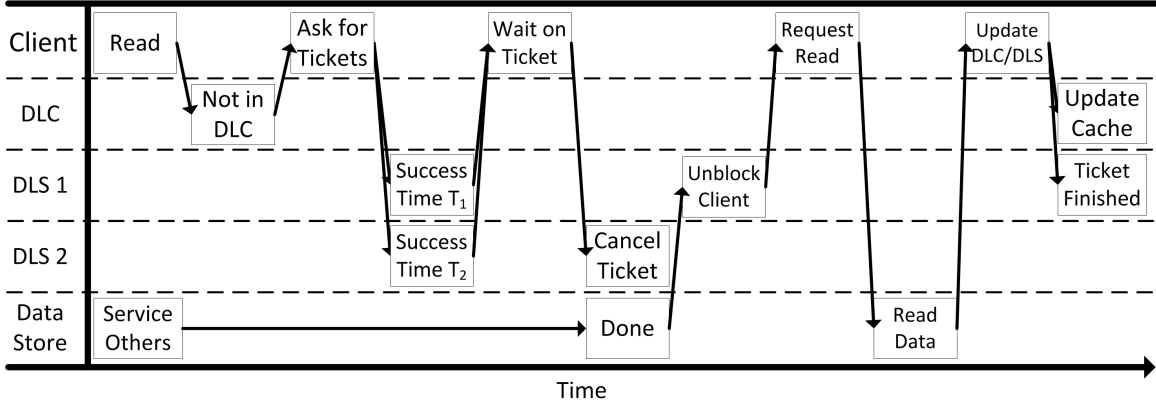 Client
Read
Ask for
Tickets
Wait on
Ticket
Request
Read
Update
DLC/DLS
DLC
Not in
DLC
Update
Cache
DLS 1
Success
Time T₁
Unblock
Client
Ticket
Finished
DLS 2
Success
Time T₂
Cancel
Ticket
Data
Store
Service
Others
Done
Read
Data
Time